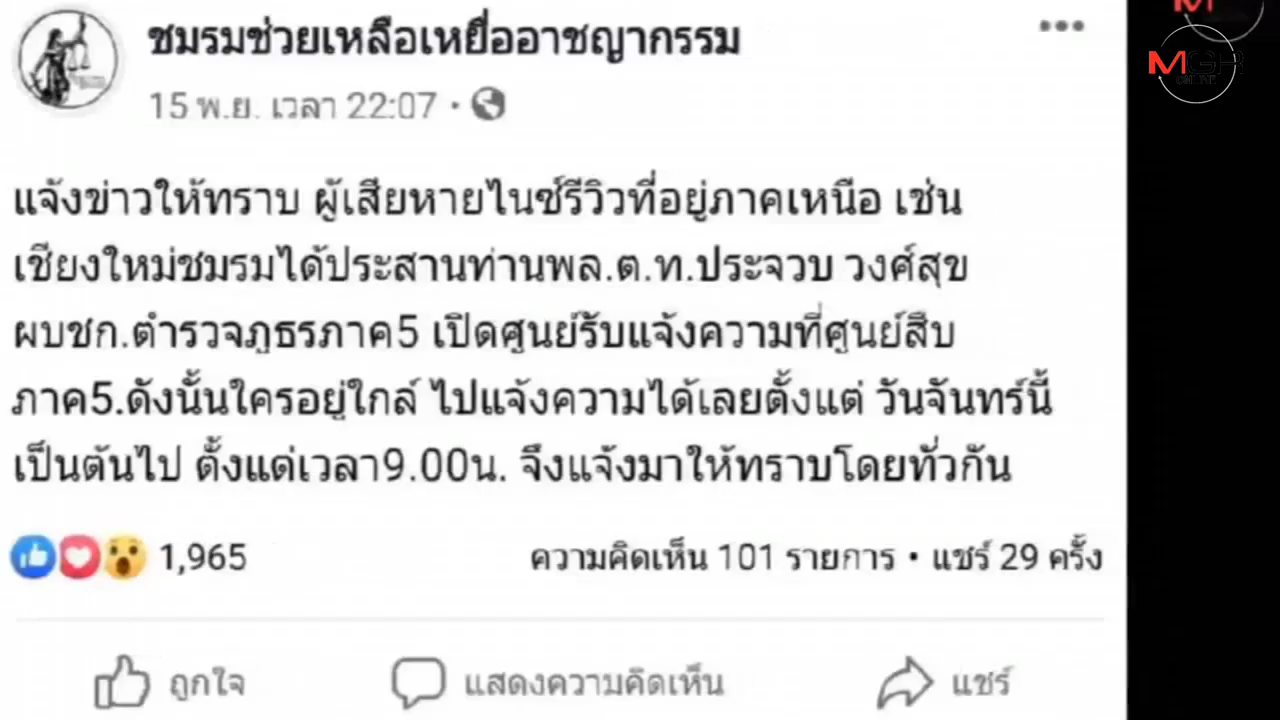 ชมรมช่วยเหลือเหยื่ออาชญากรรม
15 พ.ย. เวลา 22:07 ·
แจ้งข่าวให้ทราบ ผู้เสียหายไนซ์รีวิวที่อยู่ภาคเหนือ เช่น
เชียงใหม่ชมรมได้ประสานท่านพล.ต.ท.ประจวบ วงศ์สุข
ผบชก.ตำรวจภูธรภาค5 เปิดศูนย์รับแจ้งความที่ศูนย์สืบ
ภาค5.ดังนั้นใครอยู่ใกล้ ไปแจ้งความได้เลยตั้งแต่ วันจันทร์นี้
เป็นต้นไป ตั้งแต่เวลา9.00น. จึงแจ้งมาให้ทราบโดยทั่วกัน
1,965
ความคิดเห็น 101 รายการ · แชร์ 29 ครั้ง
ถูกใจ
แสดงความคิดเห็น
แชร์
MGR
ONLINE